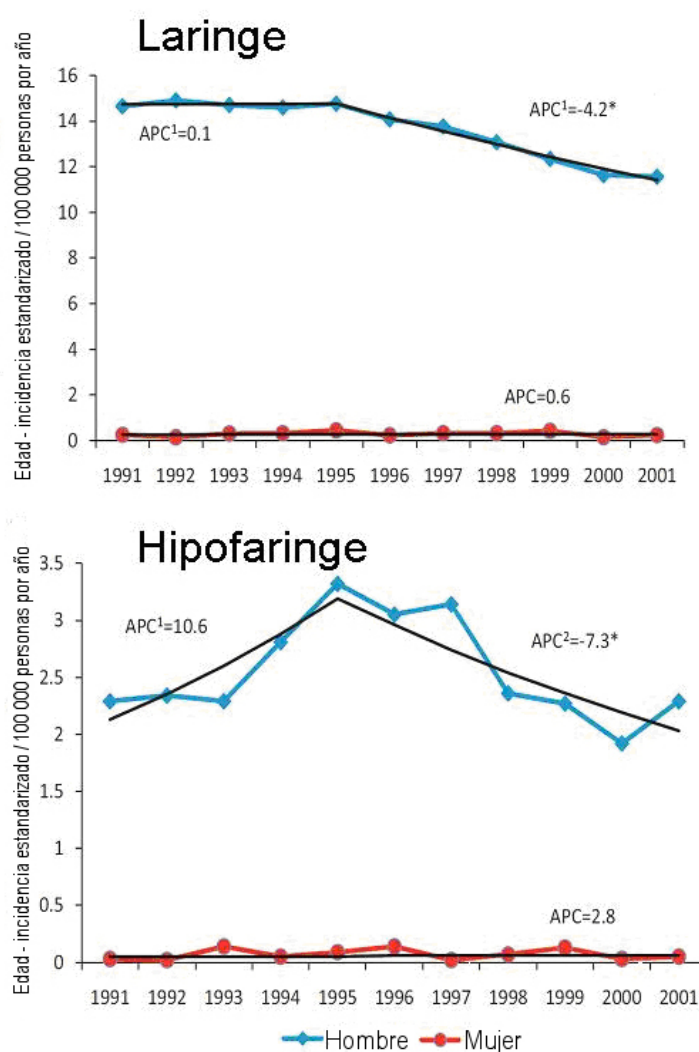 Laringe
Edad - incidencia estandarizado / 100 000 personas por año
16
14
12
10
8
6
4
2
0
APC¹=0.1
APC¹=-4.2*
APC=0.6
1991 1992 1993 1994 1995 1996 1997 1998 1999 2000 2001
Hipofaringe
Edad - incidencia estandarizado / 100 000 personas por año
3.5
3
2.5
2
1.5
1
0.5
0
APC¹=10.6
APC²=-7.3*
APC=2.8
1991 1992 1993 1994 1995 1996 1997 1998 1999 2000 2001
Hombre Mujer